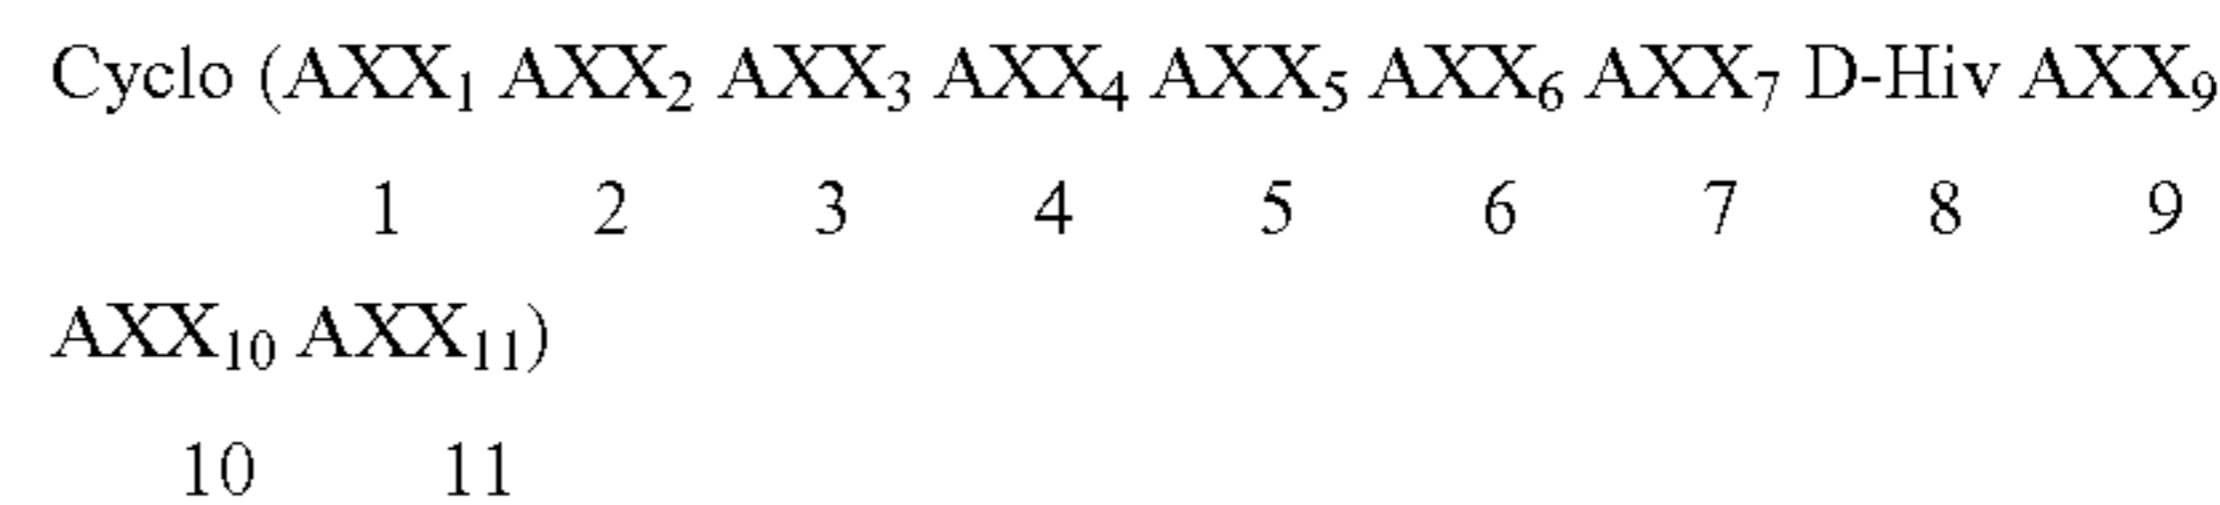 Cyclo (AXX₁ AXX₂ AXX₃ AXX₄ AXX₅ AXX₆ AXX₇ D-Hiv AXX₉
1 2 3 4 5 6 7 8 9
AXX₁₀ AXX₁₁)
10 11